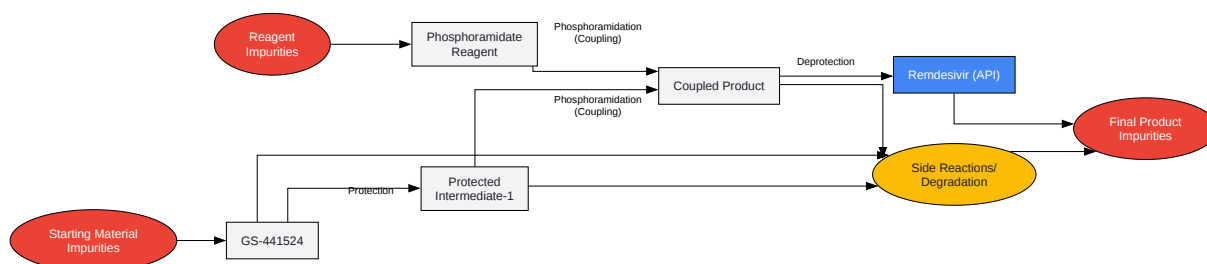 Reagent
Impurities
Phosphoramidate
Reagent
Phosphoramidation
(Coupling)
Coupled Product
Deprotection
Remdesivir (API)
Phosphoramidation
(Coupling)
Final Product
Impurities
Starting Material
Impurities
GS-441524
Protection
Protected
Intermediate-1
Side Reactions/
Degradation